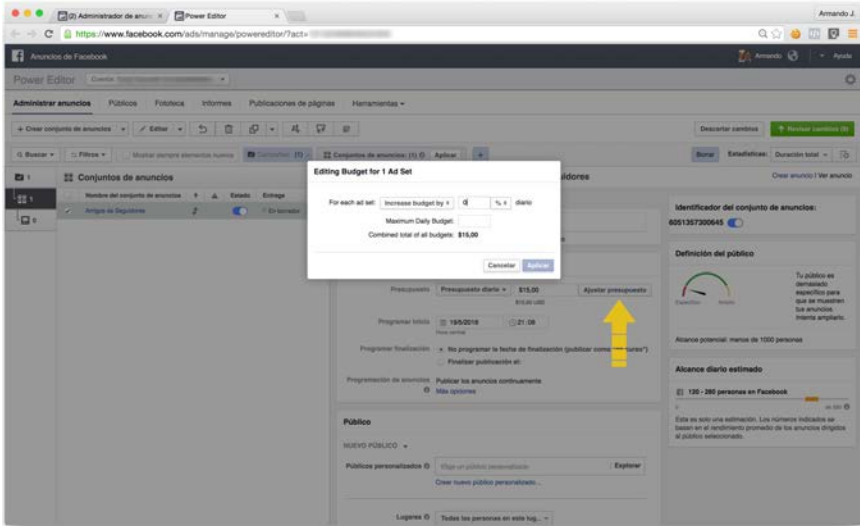 (2) Administrador de anunc
Power Editor
Armando J.
https://www.facebook.com/ads/manage/powereditor/?act=
Anuncios de Facebook
Armando
Ayuda
Power Editor
Cuenta:
Administrar anuncios
Públicos
Fototeca
Informes
Publicaciones de páginas
Herramientas
+ Crear conjunto de anuncios
Editar
Descartar cambios
Revisar cambios (9)
Buscar
Filtros
Mostrar siempre elementos nuevos
Campañas: (1)
Conjuntos de anuncios: (1)
Aplicar
+
Borrar
Estadísticas: Duración total
1
Conjuntos de anuncios
Crear anuncio | Ver anuncio
1
Nombre del conjunto de anuncios
Estado
Entrega
Amigos de Seguidores
En borrador
Editing Budget for 1 Ad Set
For each ad set: Increase budget by 0 % diario
Maximum Daily Budget:
Combined total of all budgets: $15,00
Cancelar
Aplicar
Identificador del conjunto de anuncios:
6051357300645
Presupuesto
Presupuesto diario
$15,00
Ajustar presupuesto
$15,00 USD
Programar inicio
19/5/2016
21:08
Hora central
Programar finalización
No programar la fecha de finalización (publicar como
Finalizar publicación el:
Programación de anuncios
Publicar los anuncios continuamente
Más opciones
Definición del público
Específico
Amplio
Tu público es
demasiado
específico para
que se muestren
tus anuncios.
Intenta ampliarlo.
Alcance potencial: menos de 1000 personas
Alcance diario estimado
120 - 280 personas en Facebook
0
Esta es solo una estimación. Los números indicados se
basan en el rendimiento promedio de los anuncios dirigidos
al público seleccionado.
Público
NUEVO PÚBLICO
Públicos personalizados
Elige un público personalizado
Explorar
Crear nuevo público personalizado...
Lugares
Todas las personas en este lug...